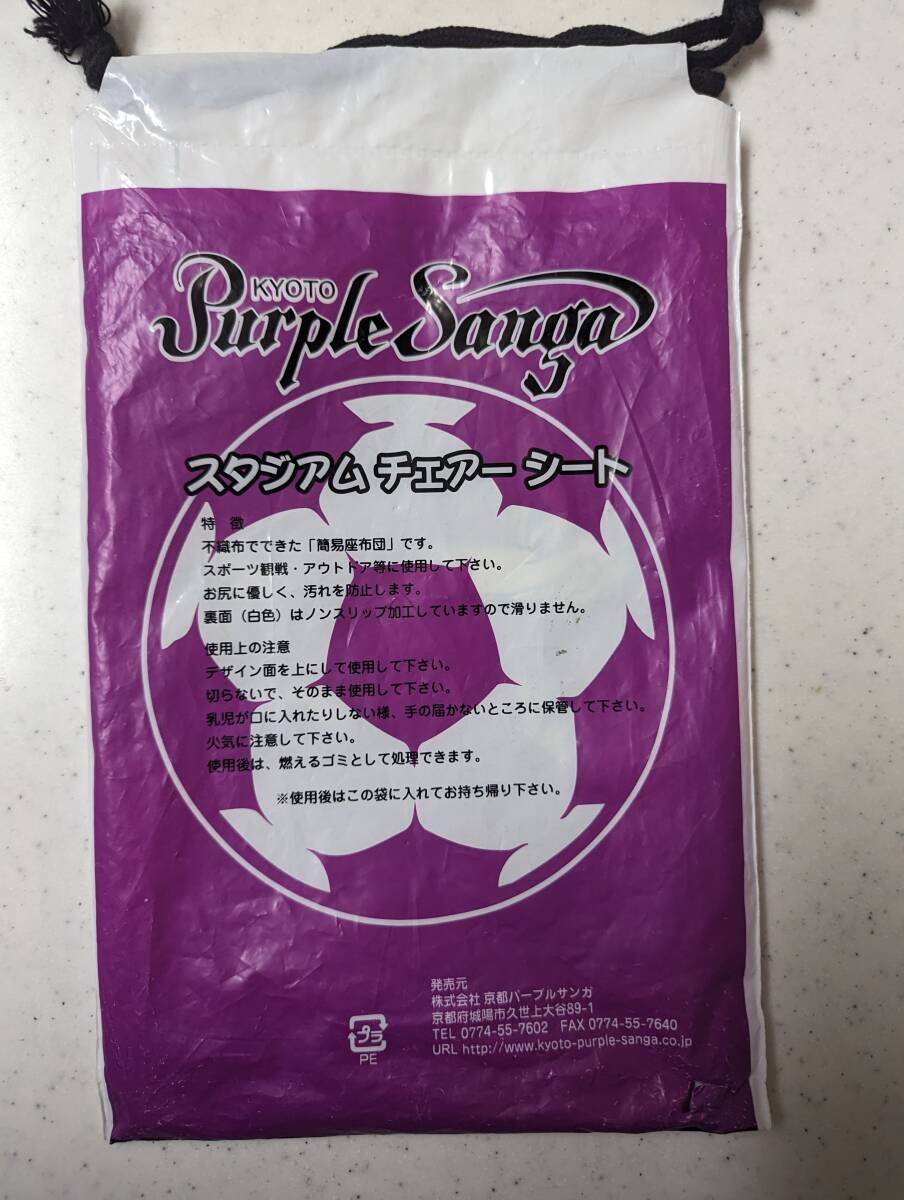 KYOTO
Purple Sanga
スタジアム チェアー シート
特 徴
不織布でできた「簡易座布団」です。
スポーツ観戦・アウトドア等に使用して下さい。
お尻に優しく、汚れを防止します。
裏面（白色）はノンスリップ加工していますので滑りません。
使用上の注意
デザイン面を上にして使用して下さい。
切らないで、そのまま使用して下さい。
乳児が口に入れたりしない様、手の届かないところに保管して下さい。
火気に注意して下さい。
使用後は、燃えるゴミとして処理できます。
※使用後はこの袋に入れてお持ち帰り下さい。
発売元
株式会社 京都パープルサンガ
京都府城陽市久世上大谷89-1
TEL 0774-55-7602 FAX 0774-55-7640
URL http://www.kyoto-purple-sanga.co.jp
プラ
PE